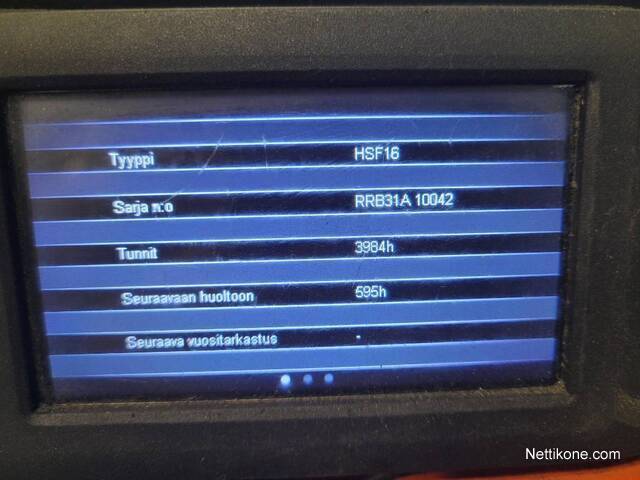 Tyyppi HSF16
Sarja n:o RRB31A 10042
Tunnit 3984h
Seuraavaan huoltoon 595h
Seuraava vuositarkastus -
Nettikone.com